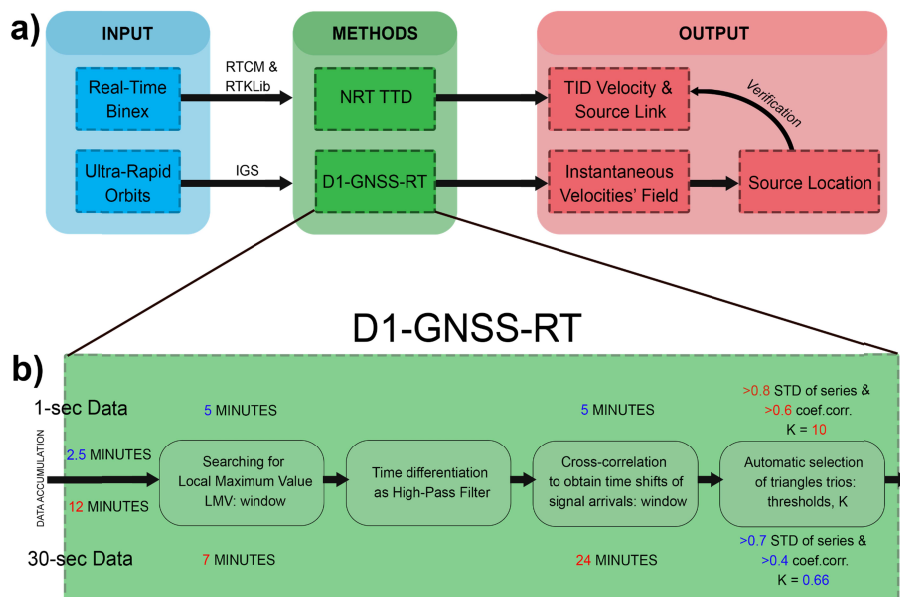 a)
INPUT
METHODS
OUTPUT
Real-Time
Binex
RTCM &
RTKLib
NRT TTD
TID Velocity &
Source Link
Verification
Ultra-Rapid
Orbits
IGS
D1-GNSS-RT
Instantaneous
Velocities' Field
Source Location
D1-GNSS-RT
b)
1-sec Data
5 MINUTES
5 MINUTES
>0.8 STD of series &
>0.6 coef.corr.
K = 10
DATA ACCUMULATION
2.5 MINUTES
12 MINUTES
Searching for
Local Maximum Value
LMV: window
Time differentiation
as High-Pass Filter
Cross-correlation
to obtain time shifts of
signal arrivals: window
Automatic selection
of triangles trios:
thresholds, K
30-sec Data
7 MINUTES
24 MINUTES
>0.7 STD of series &
>0.4 coef.corr.
K = 0.66